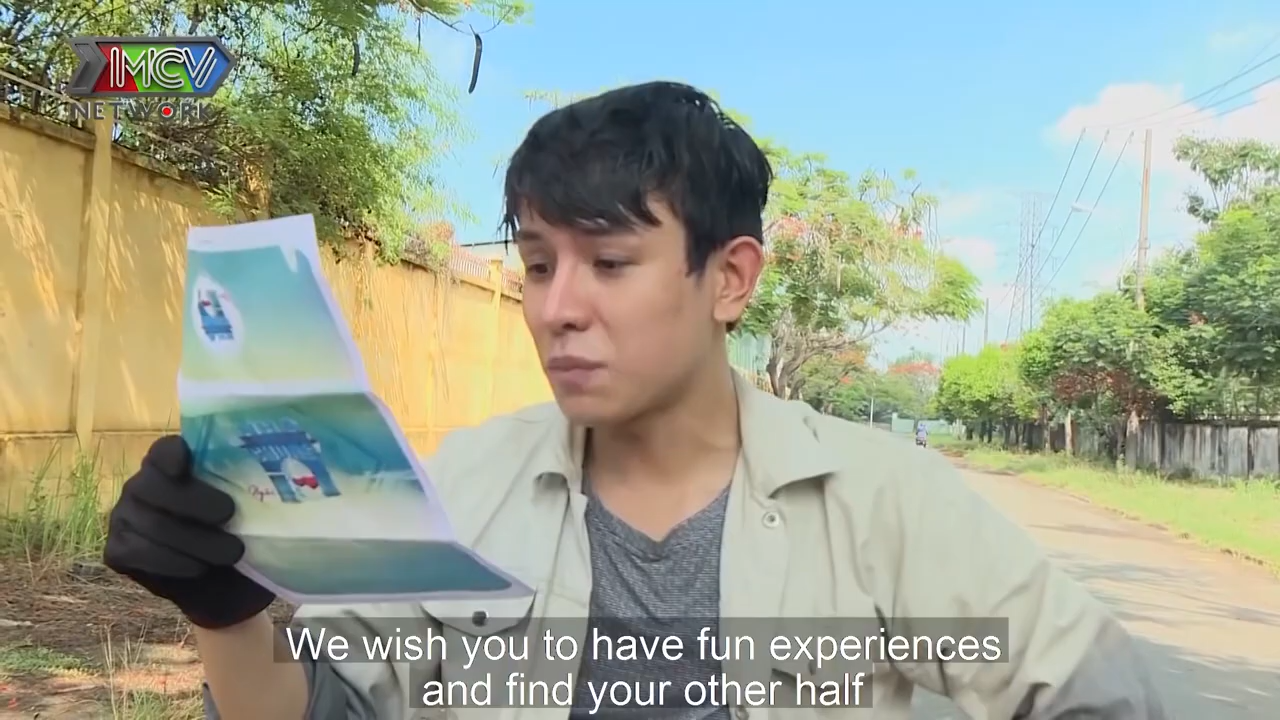 MCV
NETWORK
We wish you to have fun experiences
and find your other half